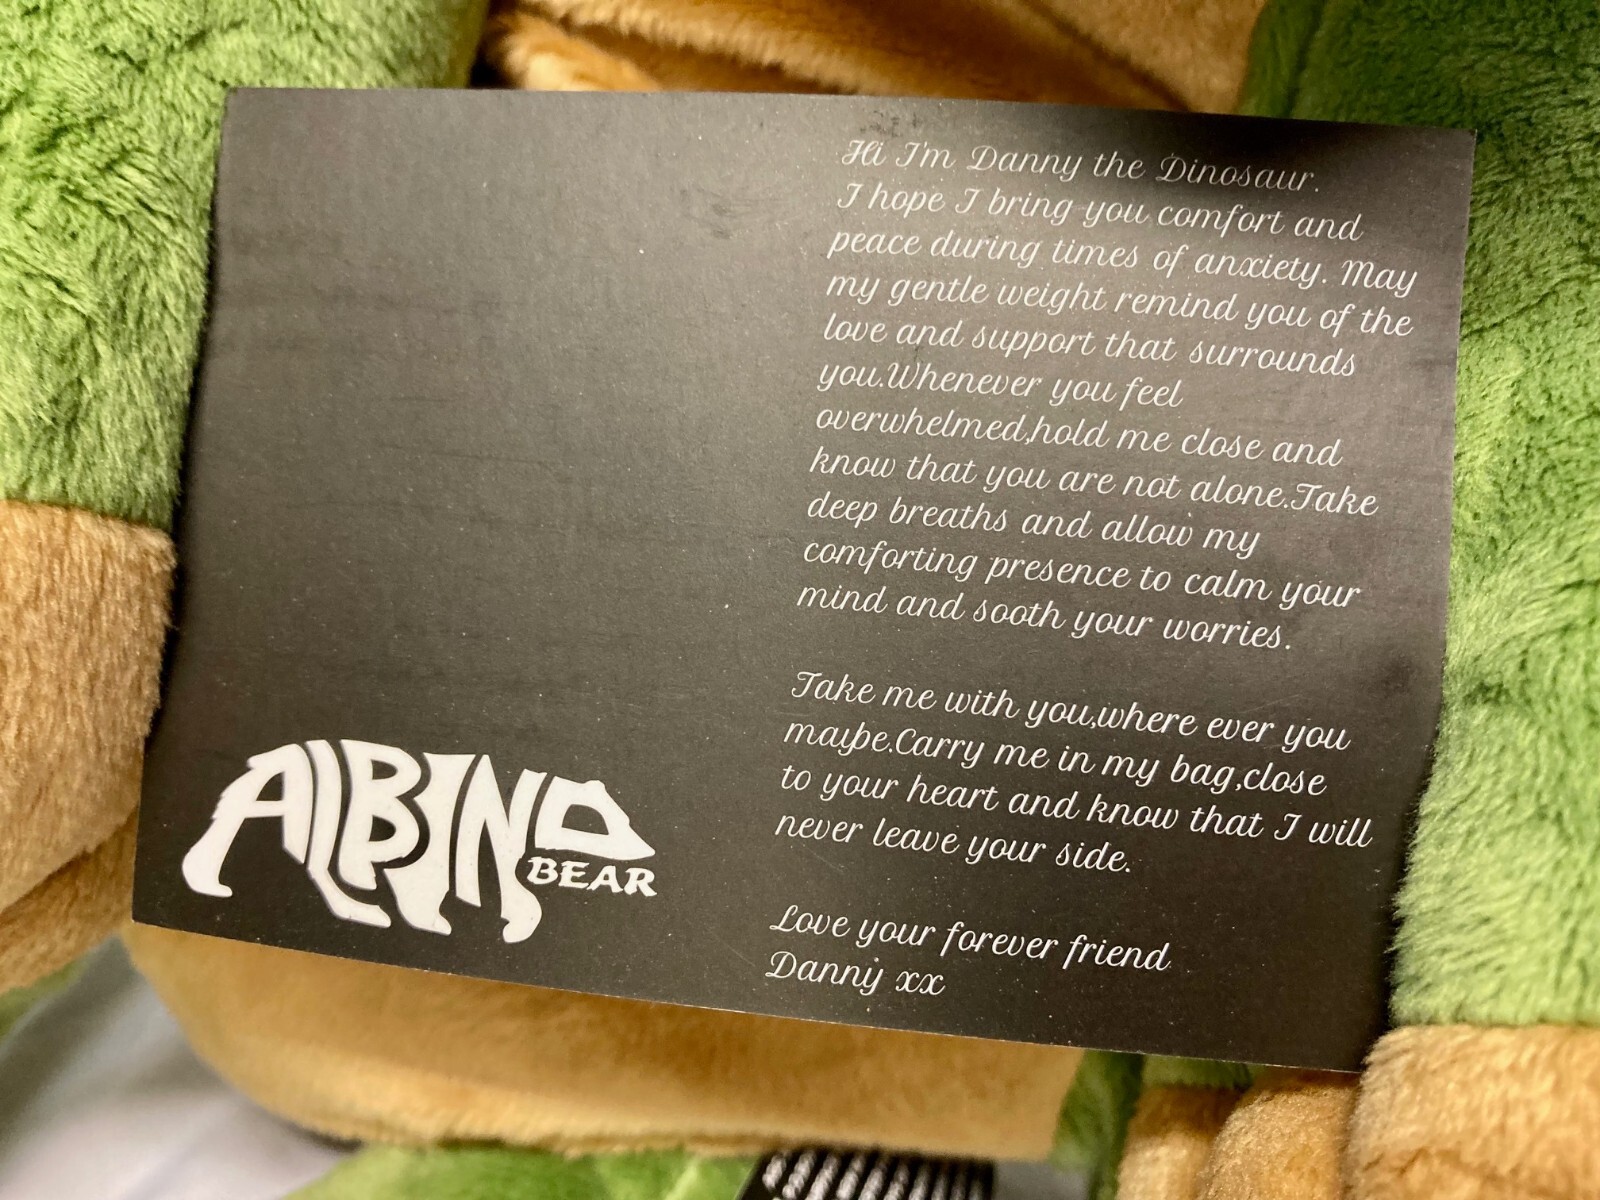 Hi I'm Danny the Dinosaur.
I hope I bring you comfort and
peace during times of anxiety. May
my gentle weight remind you of the
love and support that surrounds
you.Whenever you feel
overwhelmed,hold me close and
know that you are not alone.Take
deep breaths and allow my
comforting presence to calm your
mind and sooth your worries.
Take me with you,where ever you
maybe.Carry me in my bag,close
to your heart and know that I will
never leave your side.
Love your forever friend
Danny xx
ALBINO
BEAR